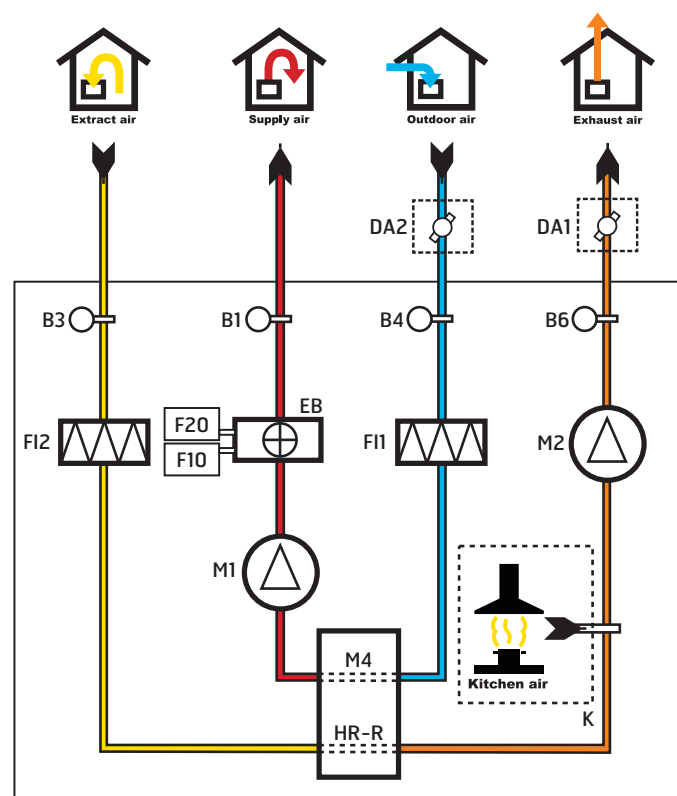 Extract air
Supply air
Outdoor air
Exhaust air
DA2
DA1
B3
B1
B4
B6
EB
F20
F10
FI2
FI1
M2
M1
M4
Kitchen air
K
HR-R